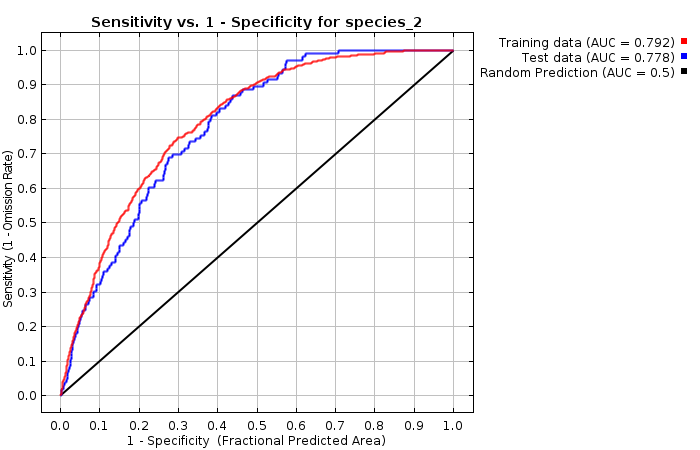 Sensitivity vs. 1 - Specificity for species_2
Training data (AUC = 0.792)
Test data (AUC = 0.778)
Random Prediction (AUC = 0.5)
Sensitivity (1 - Omission Rate)
1.0
0.9
0.8
0.7
0.6
0.5
0.4
0.3
0.2
0.1
0.0
0.0 0.1 0.2 0.3 0.4 0.5 0.6 0.7 0.8 0.9 1.0
1 - Specificity (Fractional Predicted Area)